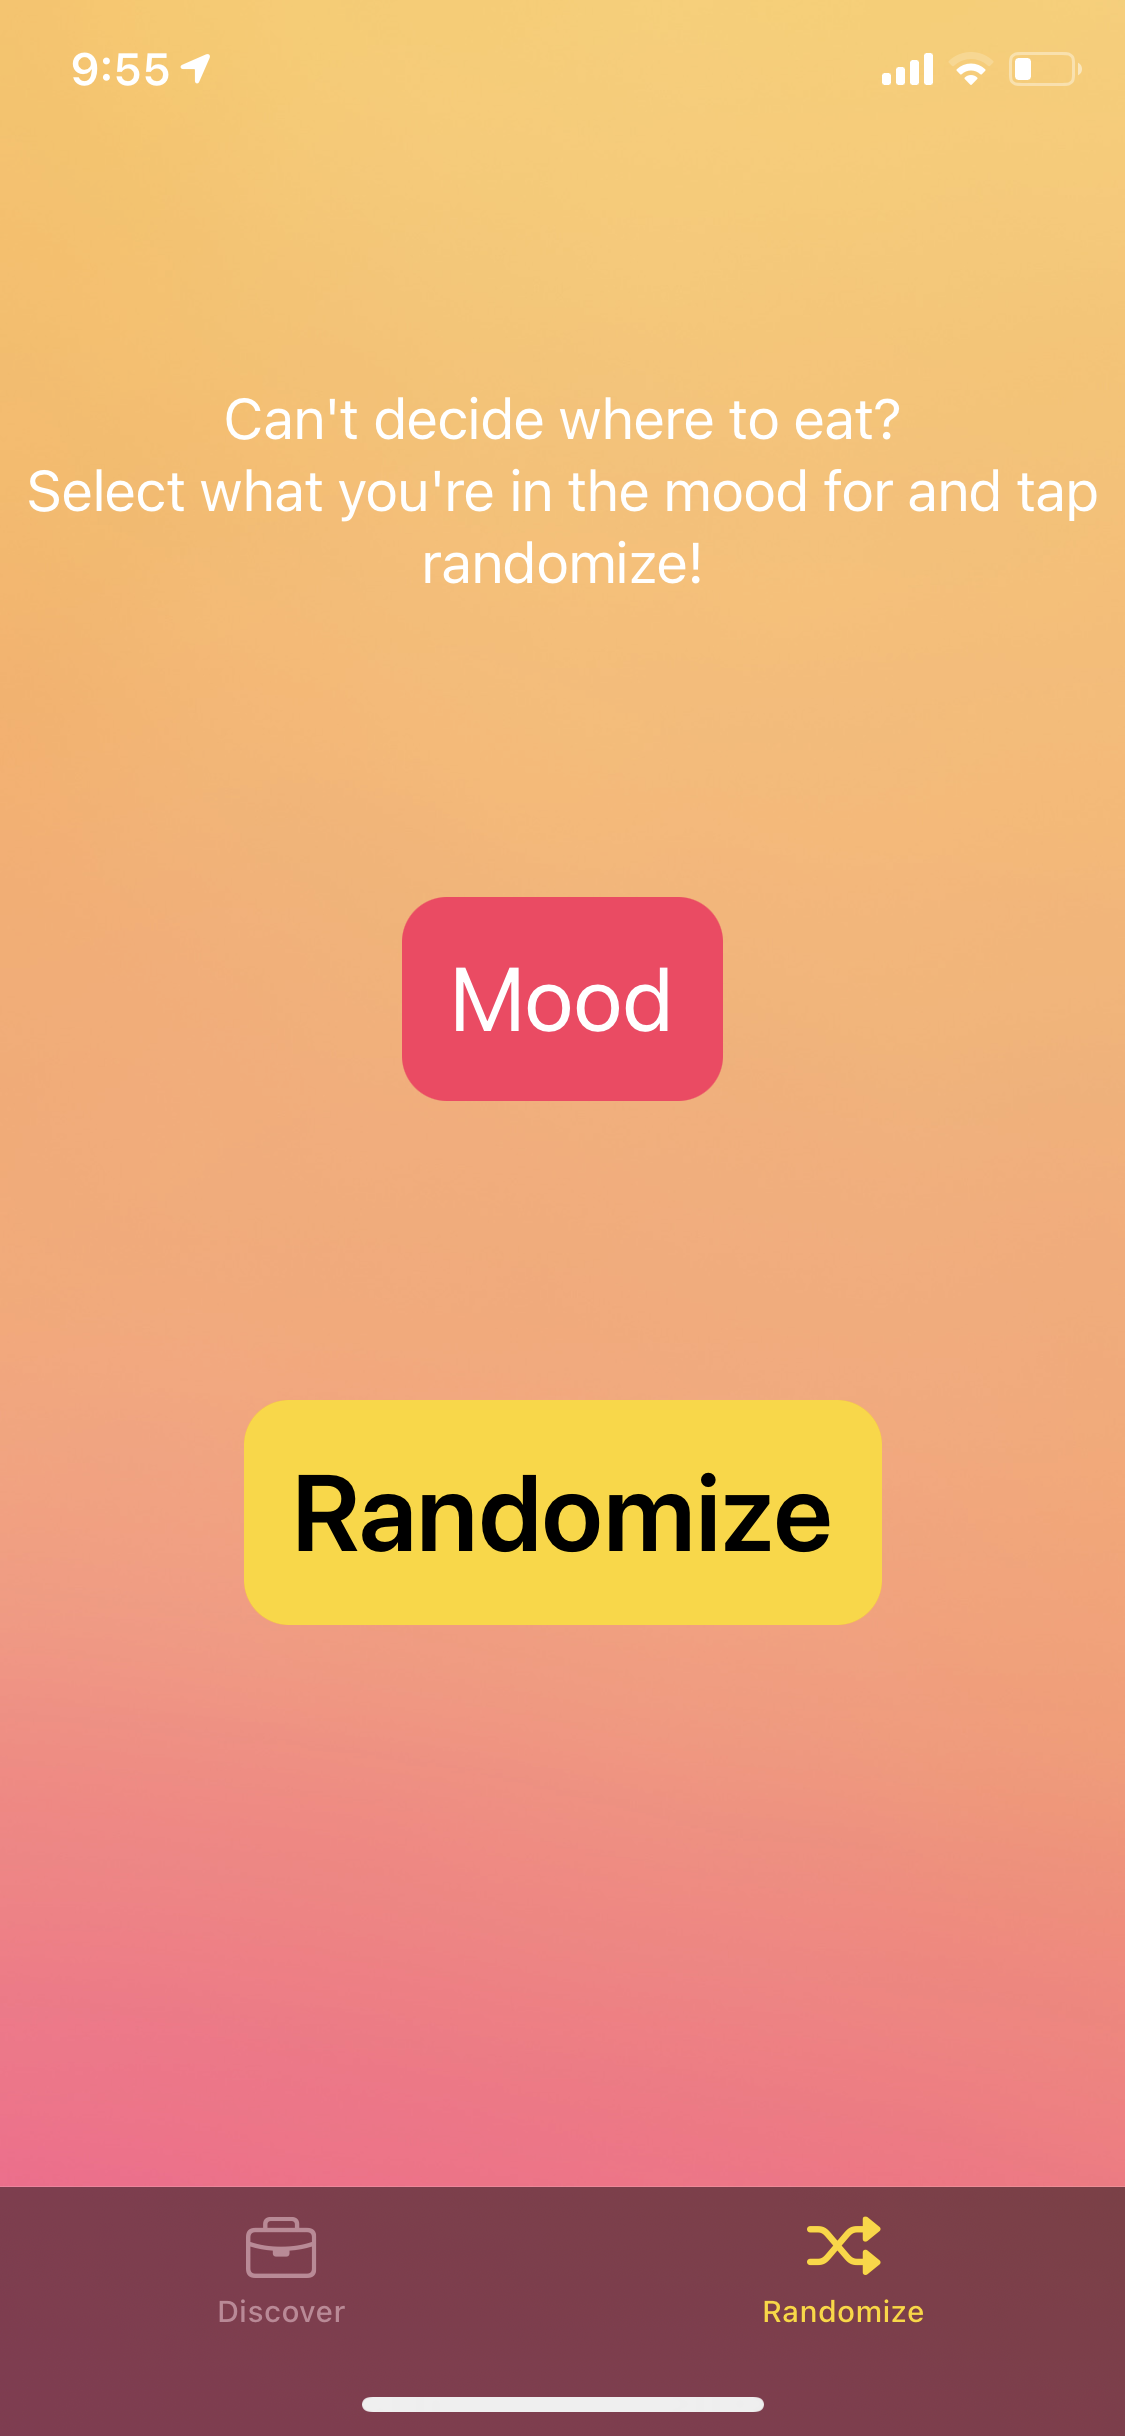 9:55
Can't decide where to eat?
Select what you're in the mood for and tap
randomize!
Mood
Randomize
Discover
Randomize